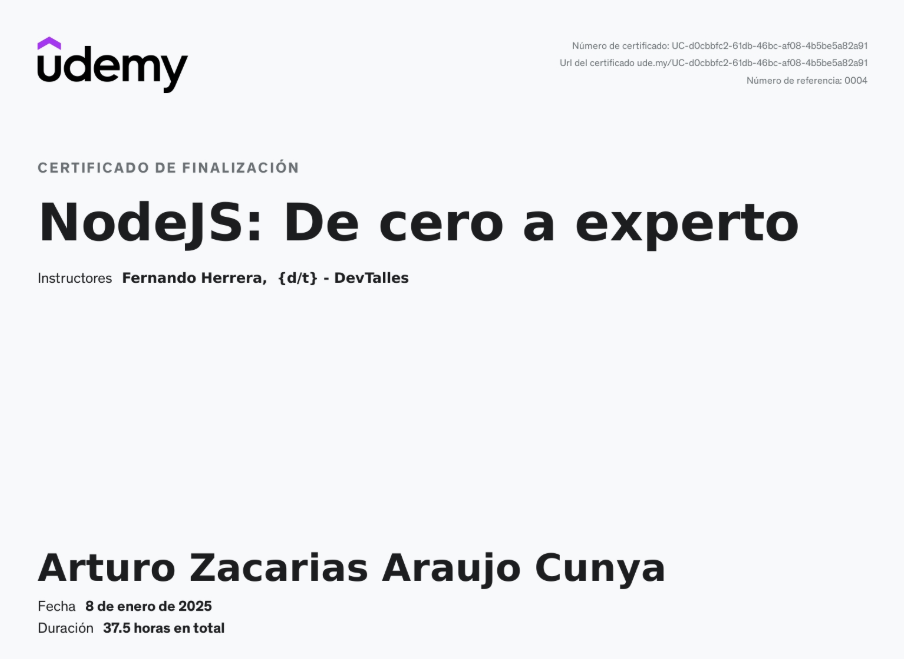 udemy
Número de certificado: UC-d0cbbfc2-61db-46bc-af08-4b5be5a82a91
Url del certificado ude.my/UC-d0cbbfc2-61db-46bc-af08-4b5be5a82a91
Número de referencia: 0004
CERTIFICADO DE FINALIZACIÓN
NodeJS: De cero a experto
Instructores Fernando Herrera, {d/t} - DevTalles
Arturo Zacarias Araujo Cunya
Fecha 8 de enero de 2025
Duración 37.5 horas en total